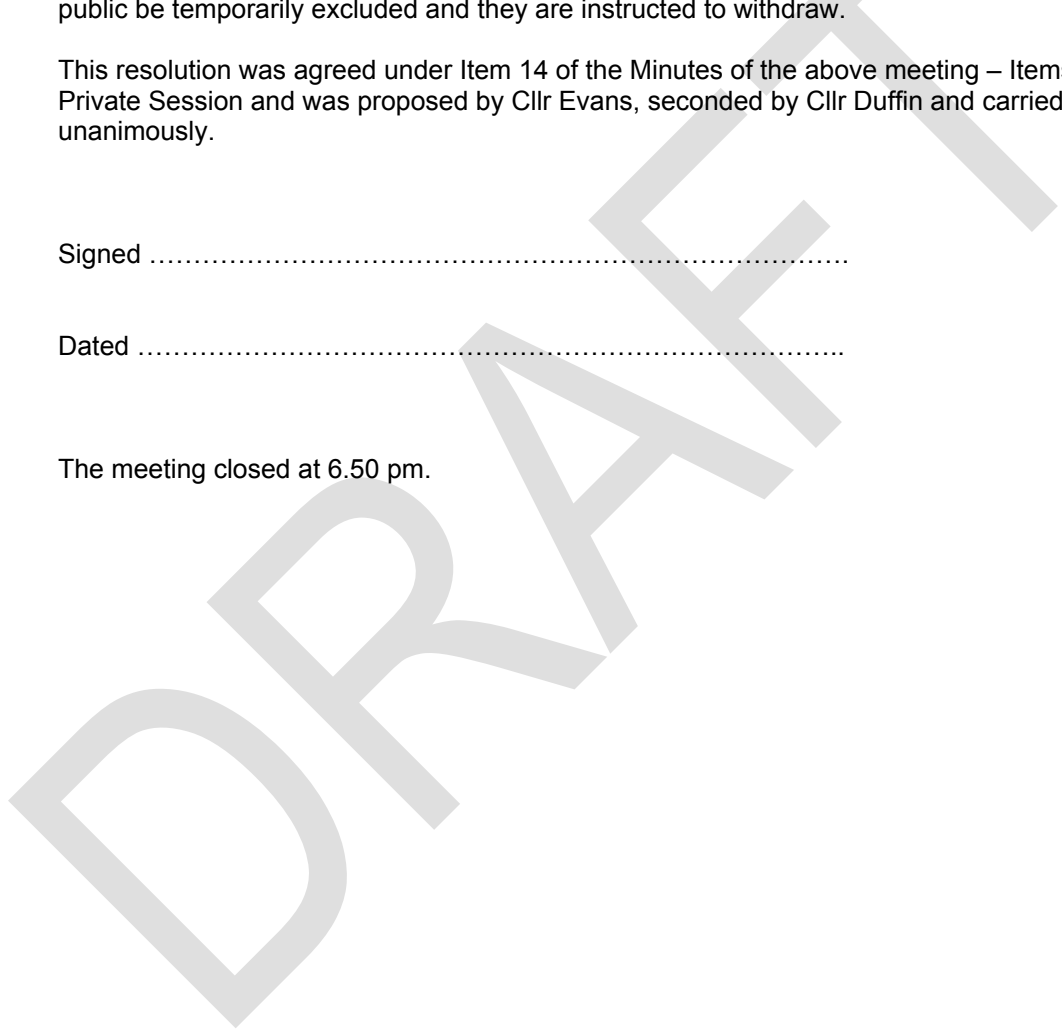 public be temporarily excluded and they are instructed to withdraw.
This resolution was agreed under Item 14 of the Minutes of the above meeting – Item
Private Session and was proposed by Cllr Evans, seconded by Cllr Duffin and carried
unanimously.
Signed …………………………………………………………………….
Dated ……………………………………………………………………..
The meeting closed at 6.50 pm.
DRAFT